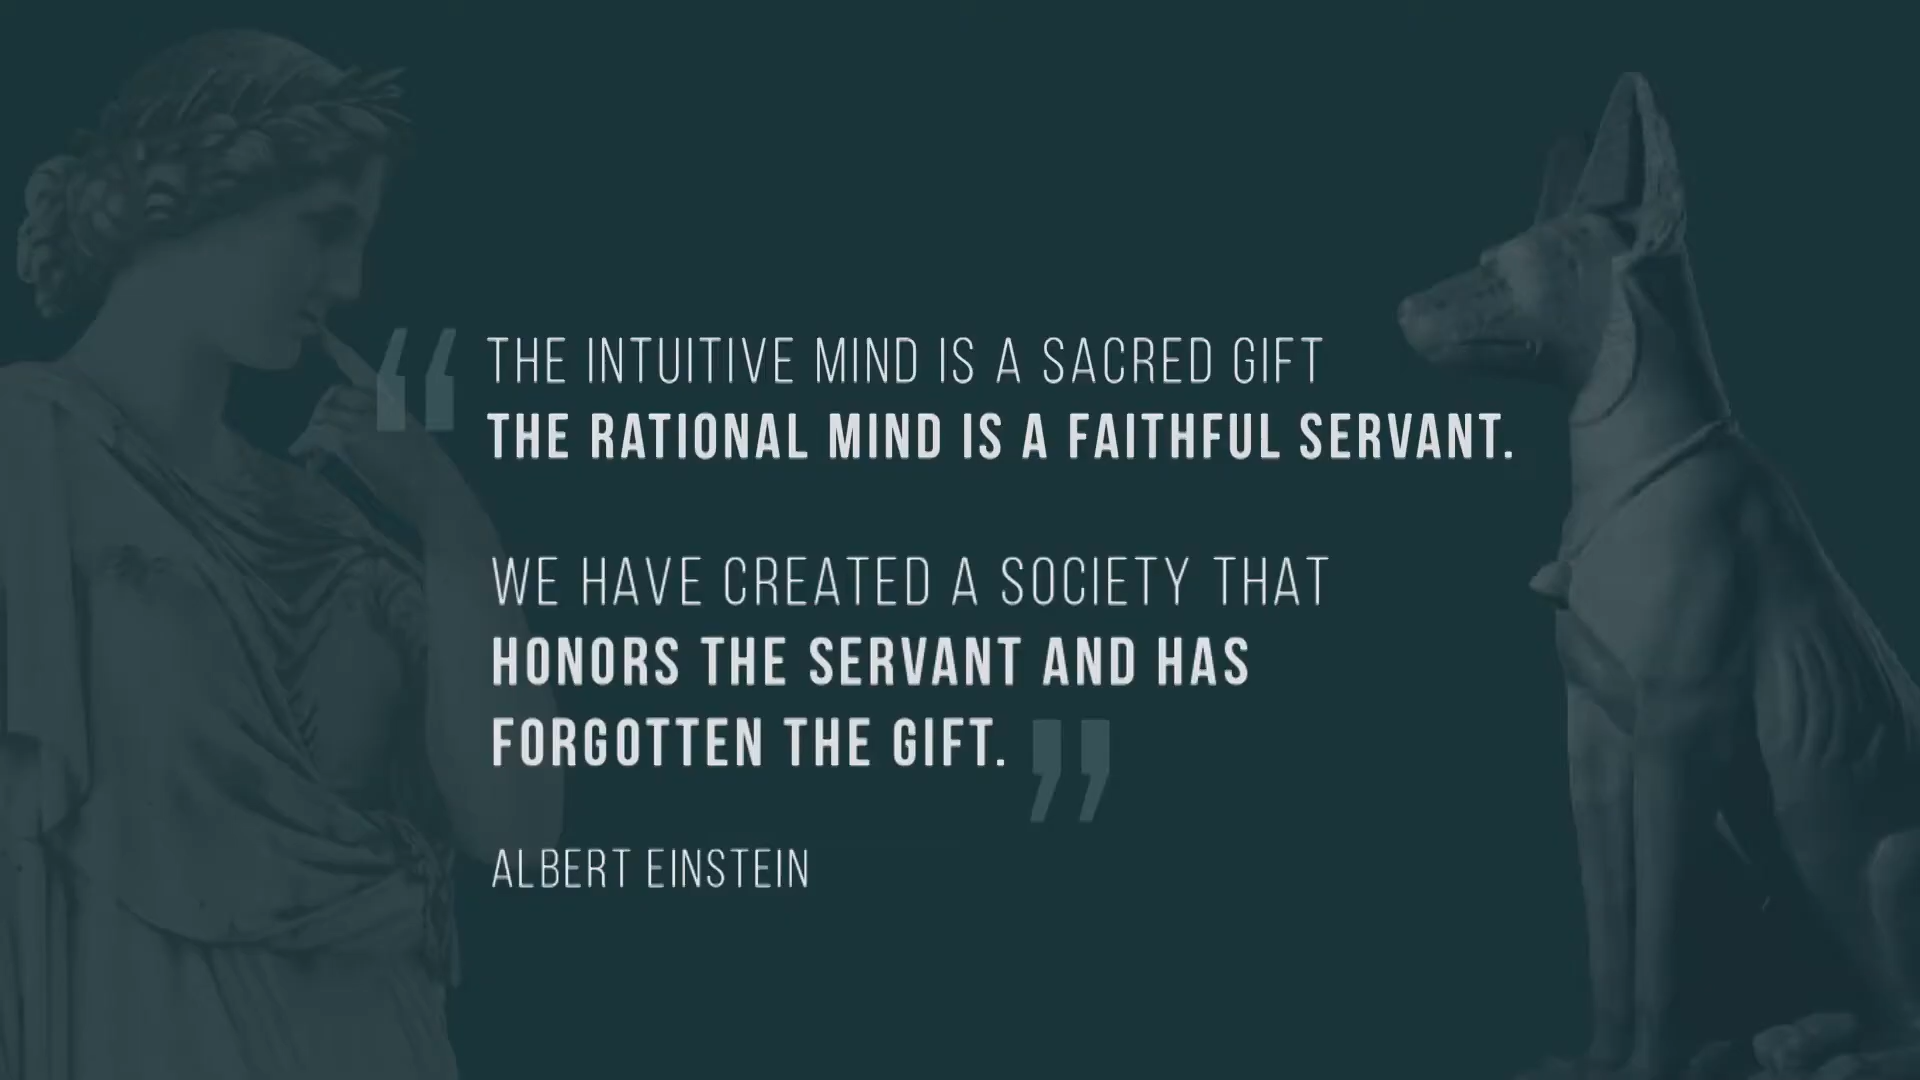 “ THE INTUITIVE MIND IS A SACRED GIFT
THE RATIONAL MIND IS A FAITHFUL SERVANT.
WE HAVE CREATED A SOCIETY THAT
HONORS THE SERVANT AND HAS
FORGOTTEN THE GIFT. ”
ALBERT EINSTEIN